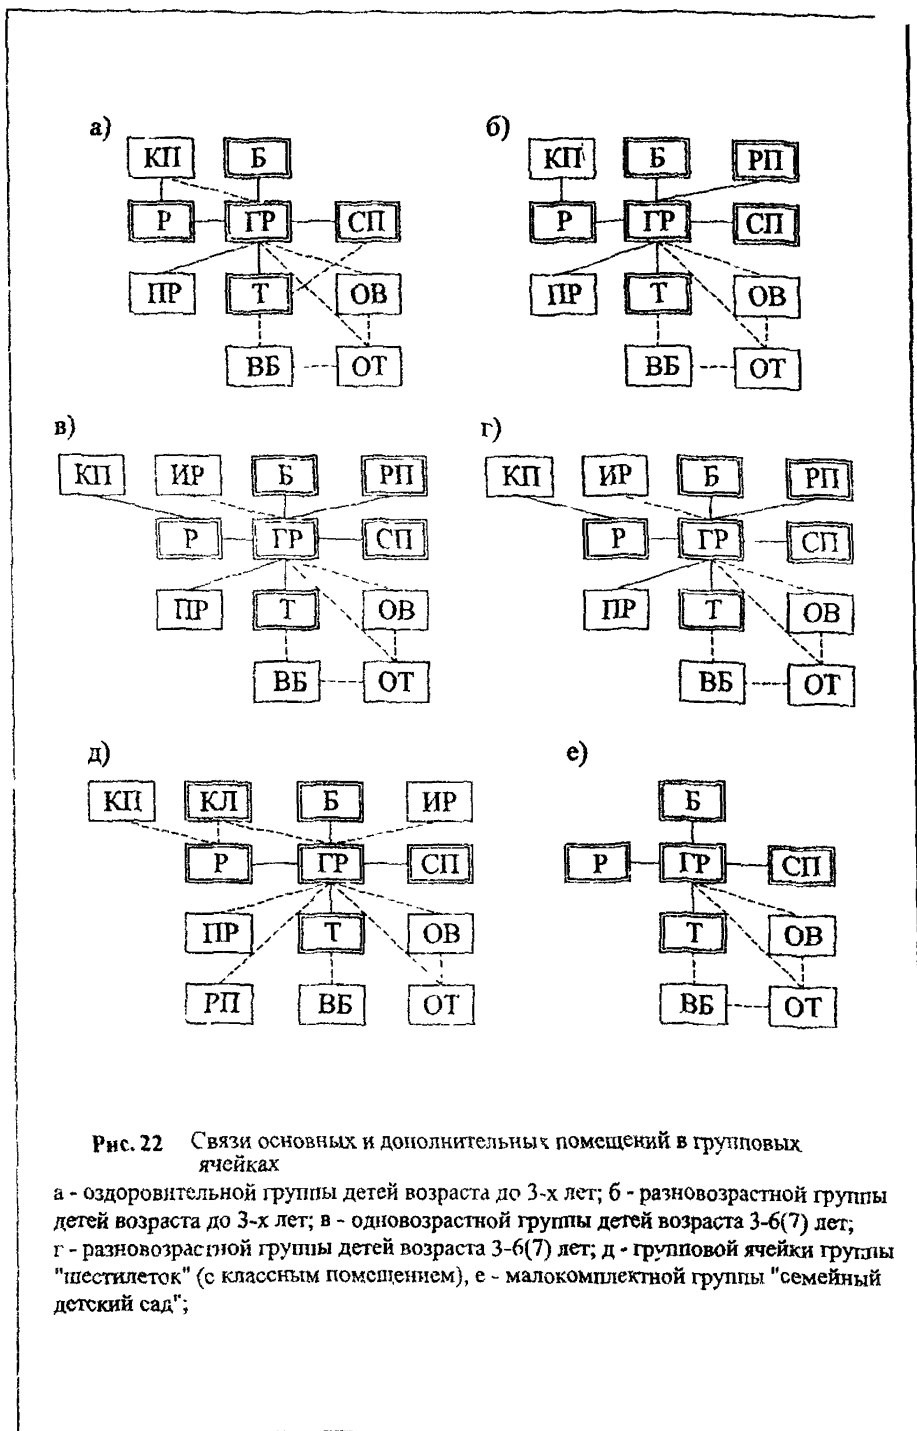 а) б)
КП Б КП Б РП
Р ГР СП Р ГР СП
ПР Т ОВ ПР Т ОВ
ВБ ОТ ВБ ОТ
в) г)
КП ИР Б РП КП ИР Б РП
Р ГР СП Р ГР СП
ПР Т ОВ ПР Т ОВ
ВБ ОТ ВБ ОТ
д) е)
КП КЛ Б ИР Б
Р ГР СП Р ГР СП
ПР Т ОВ Т ОВ
РП ВБ ОТ ВБ ОТ
Рис. 22 Связи основных и дополнительных помещений в групповых
ячейках
а - оздоровительной группы детей возраста до 3-х лет; б - разновозрастной группы
детей возраста до 3-х лет; в - одновозрастной группы детей возраста 3-6(7) лет;
г - разновозрастной группы детей возраста 3-6(7) лет; д - групповой ячейки группы
"шестилеток" (с классным помещением), е - малокомплектной группы "семейный
детский сад";